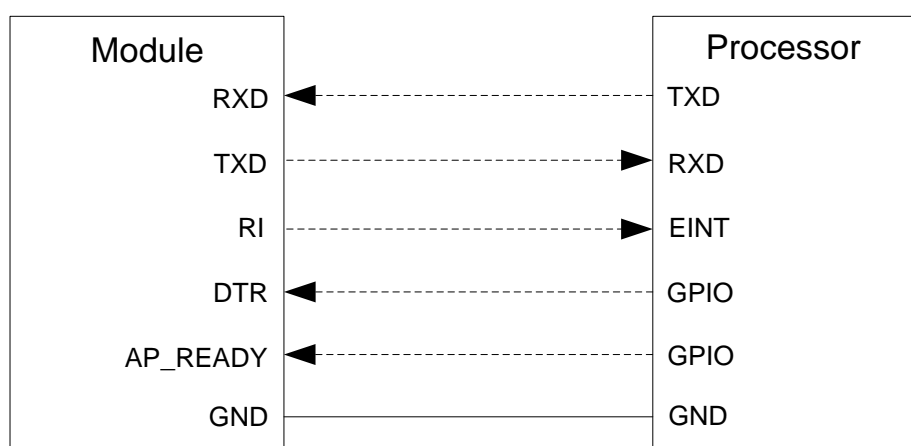 Module
Processor
RXD
TXD
TXD
RXD
RI
EINT
DTR
GPIO
AP_READY
GPIO
GND
GND